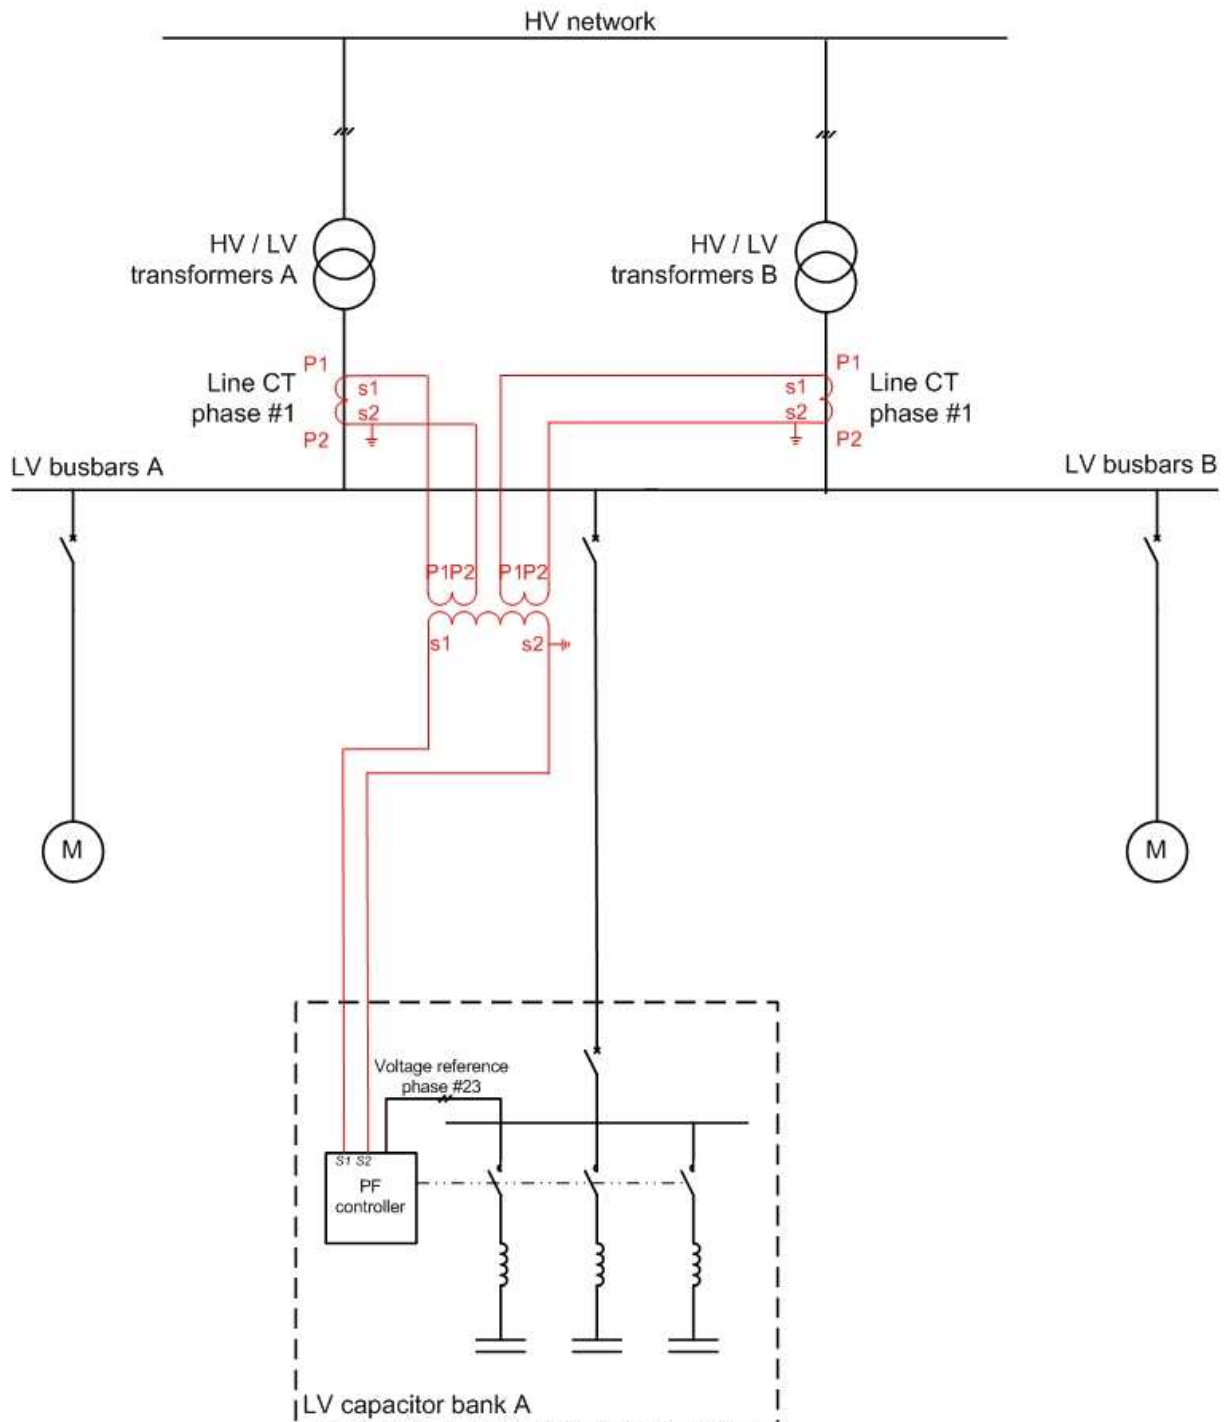 HV network
HV / LV
transformers A
HV / LV
transformers B
P1
Line CT
phase #1
s1
s2
P2
P1
s1
Line CT
phase #1
s2
P2
LV busbars A
LV busbars B
P1P2
P1P2
s1
s2
M
M
Voltage reference
phase #23
S1 S2
PF
controller
LV capacitor bank A